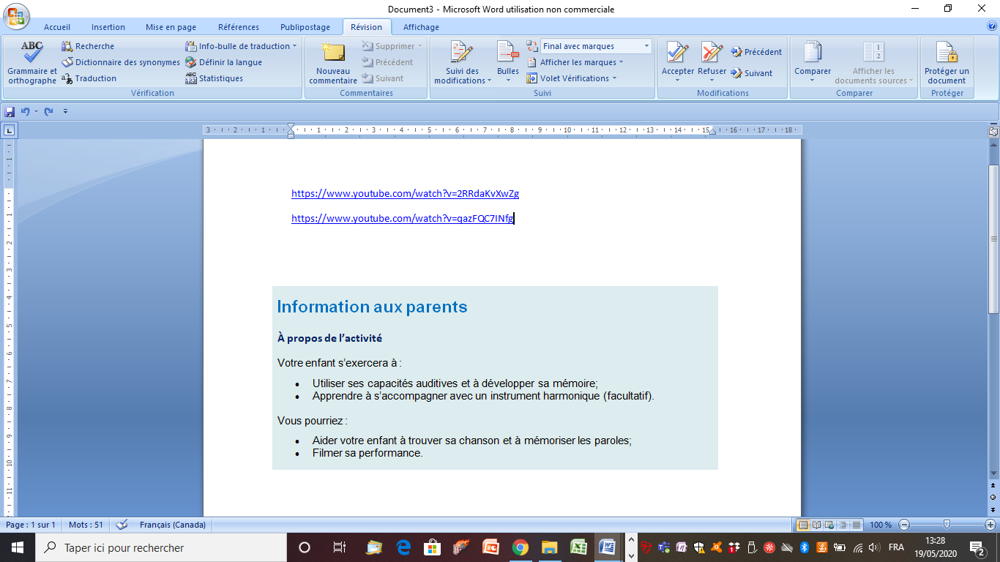 Document3 - Microsoft Word utilisation non commerciale
Accueil Insertion Mise en page Références Publipostage Révision Affichage
ABC
Grammaire et orthographe
Recherche
Dictionnaire des synonymes
Traduction
Info-bulle de traduction
Définir la langue
ABC 123 Statistiques
Vérification
Nouveau commentaire
Supprimer
Précédent
Suivant
Commentaires
Suivi des modifications
Bulles
Final avec marques
Afficher les marques
Volet Vérifications
Suivi
Accepter
Refuser
Précédent
Suivant
Modifications
Comparer
Afficher les documents sources
Comparer
Protéger un document
Protéger
3 2 1 1 2 3 4 5 6 7 8 9 10 11 12 13 14 15 16 17 18
https://www.youtube.com/watch?v=2RRdaKvXwZg
https://www.youtube.com/watch?v=qazFQC7INfg
Information aux parents
À propos de l’activité
Votre enfant s’exercera à :
• Utiliser ses capacités auditives et à développer sa mémoire;
• Apprendre à s’accompagner avec un instrument harmonique (facultatif).
Vous pourriez :
• Aider votre enfant à trouver sa chanson et à mémoriser les paroles;
• Filmer sa performance.
Page : 1 sur 1 Mots : 51 Français (Canada) 100 %
Taper ici pour rechercher
FRA
13:28
19/05/2020
2